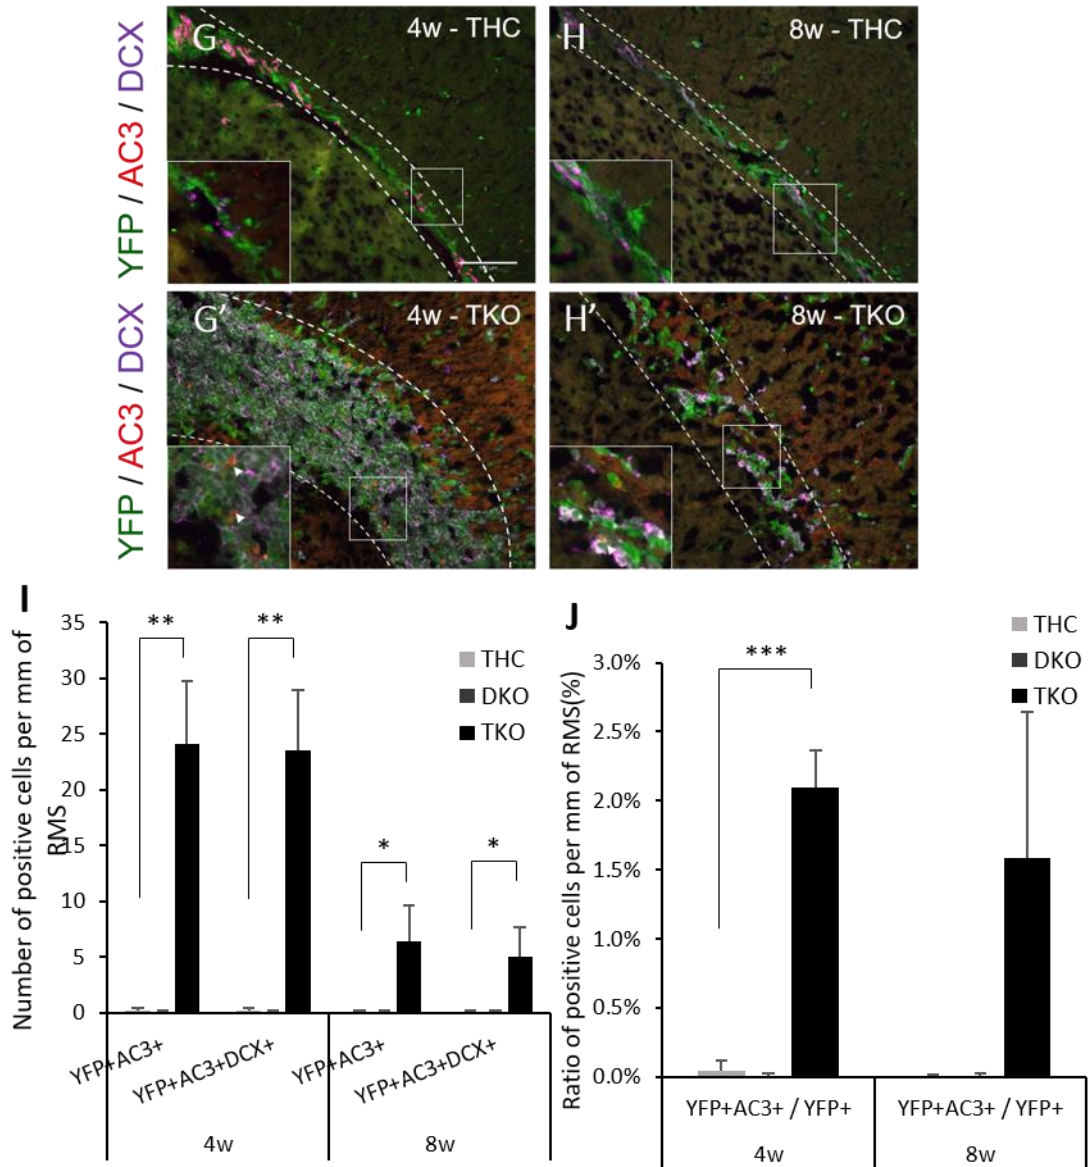 YFP / AC3 / DCX
G
4w - THC
H
8w - THC
YFP / AC3 / DCX
G'
4w - TKO
H'
8w - TKO
I
Number of positive cells per mm of
RMS
35
30
25
20
15
10
5
0
**
**
*
*
THC
DKO
TKO
YFP+AC3+
YFP+AC3+DCX+
YFP+AC3+
YFP+AC3+DCX+
4w
8w
J
Ratio of positive cells per mm of RMS(%)
3.0%
2.5%
2.0%
1.5%
1.0%
0.5%
0.0%
***
THC
DKO
TKO
YFP+AC3+ / YFP+
YFP+AC3+ / YFP+
4w
8w